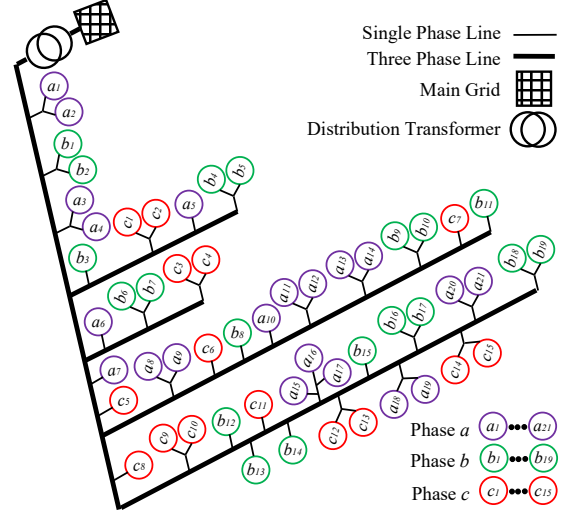 Single Phase Line
Three Phase Line
Main Grid
Distribution Transformer
a1
a2
b1
b2
a3
a4
b3
c1
c2
a5
b4
b5
a6
b6
b7
c3
c4
a7
c5
a8
a9
c6
b8
a10
a11
a12
a13
a14
b9
b10
c7
b11
c8
c9
c10
b12
b13
c11
b14
a15
a16
a17
c12
c13
b15
a18
a19
b16
b17
c14
c15
a20
a21
b18
b19
Phase a a1 ••• a21
Phase b b1 ••• b19
Phase c c1 ••• c15